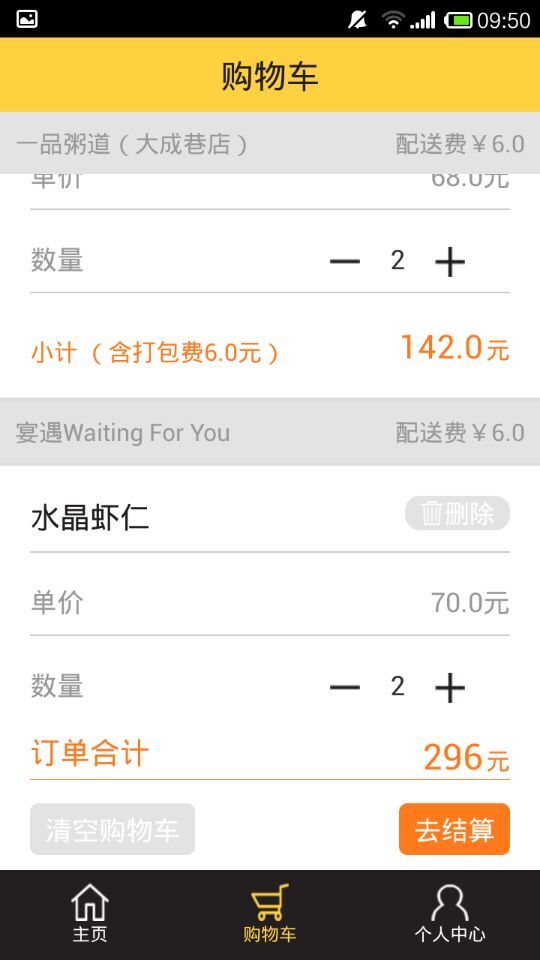 09:50
购物车
一品粥道（大成巷店） 配送费￥6.0
单价 68.0元
数量 2
小计（含打包费6.0元） 142.0元
宴遇Waiting For You 配送费￥6.0
水晶虾仁 删除
单价 70.0元
数量 2
订单合计 296元
清空购物车 去结算
主页 购物车 个人中心